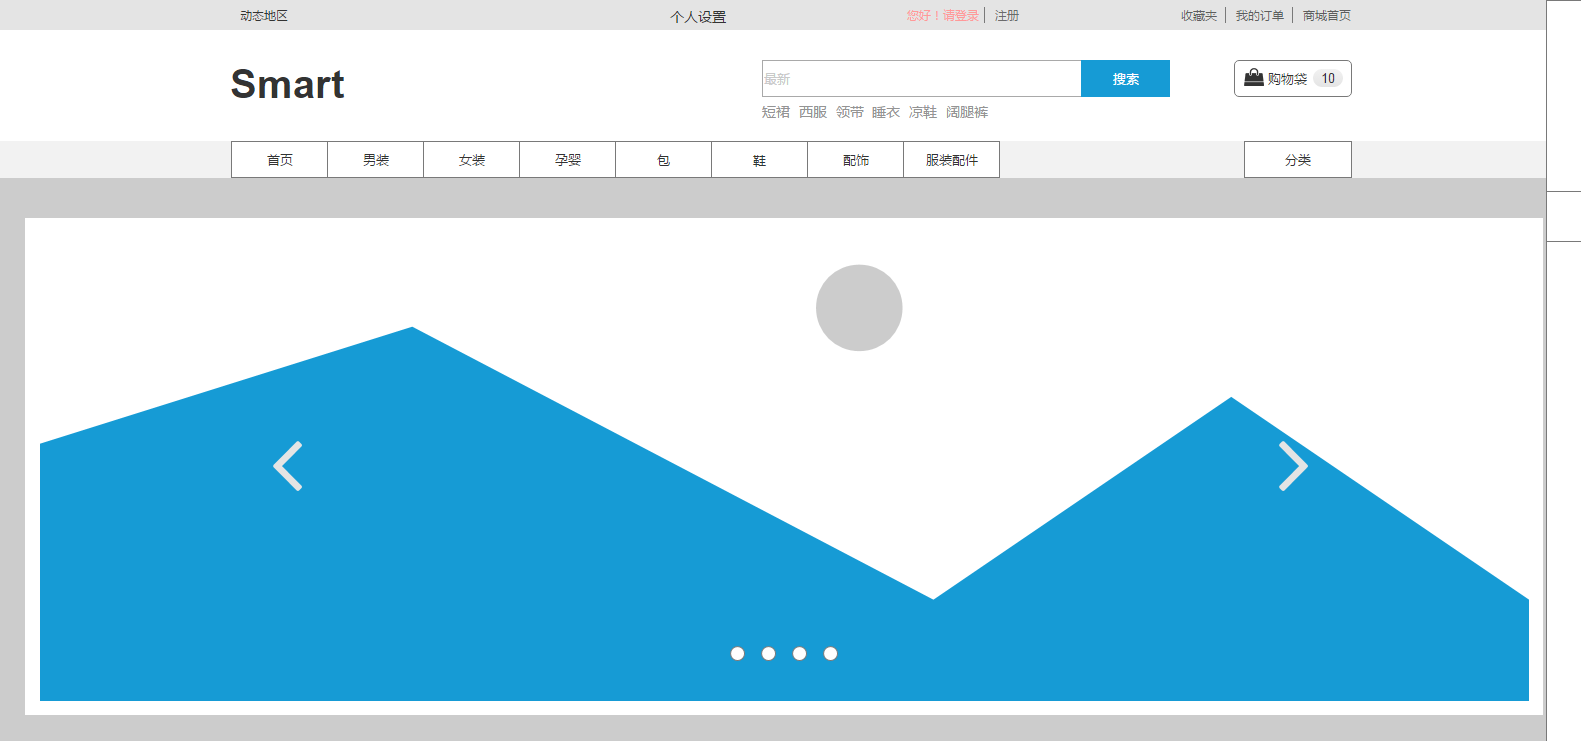 动态地区 个人设置 您好！请登录 注册 收藏夹 我的订单 商城首页
Smart
最新 搜索 购物袋 10
短裙 西服 领带 睡衣 凉鞋 阔腿裤
首页 男装 女装 孕婴 包 鞋 配饰 服装配件 分类